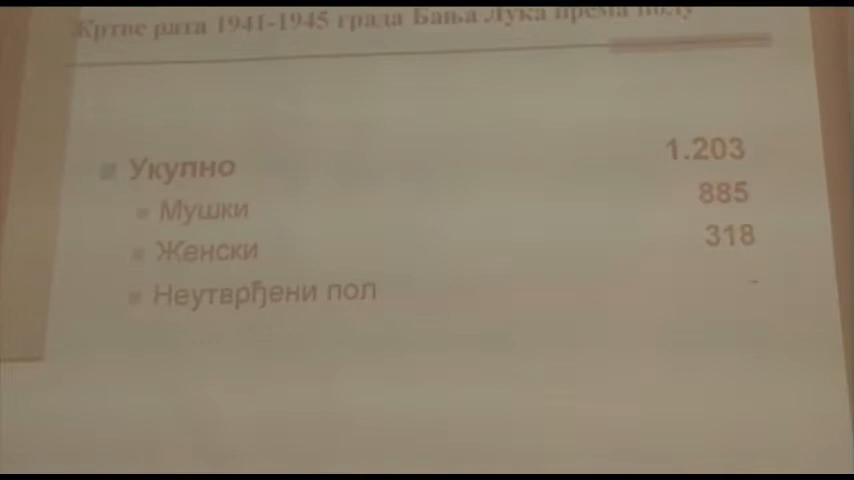 Жртве рата 1941-1945 града Бања Лука према полу
Укупно 1.203
Мушки 885
Женски 318
Неутврђени пол -